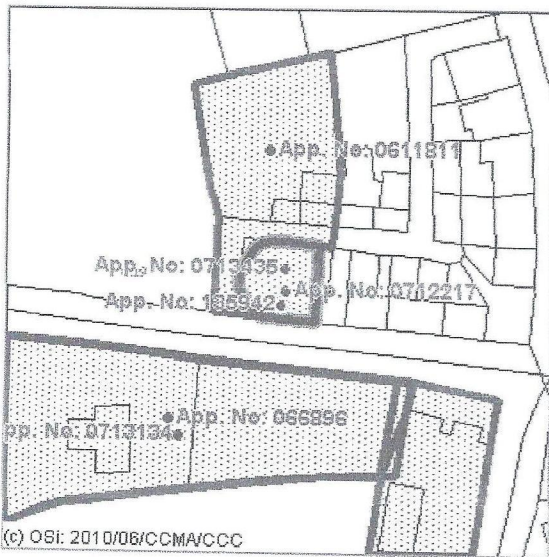 App. No: 0611811
App. No: 0713435
App. No: 0712217
App. No: 185942
App. No: 066896
pp. No: 0713134
(c) OSi: 2010/06/CCMA/CCC